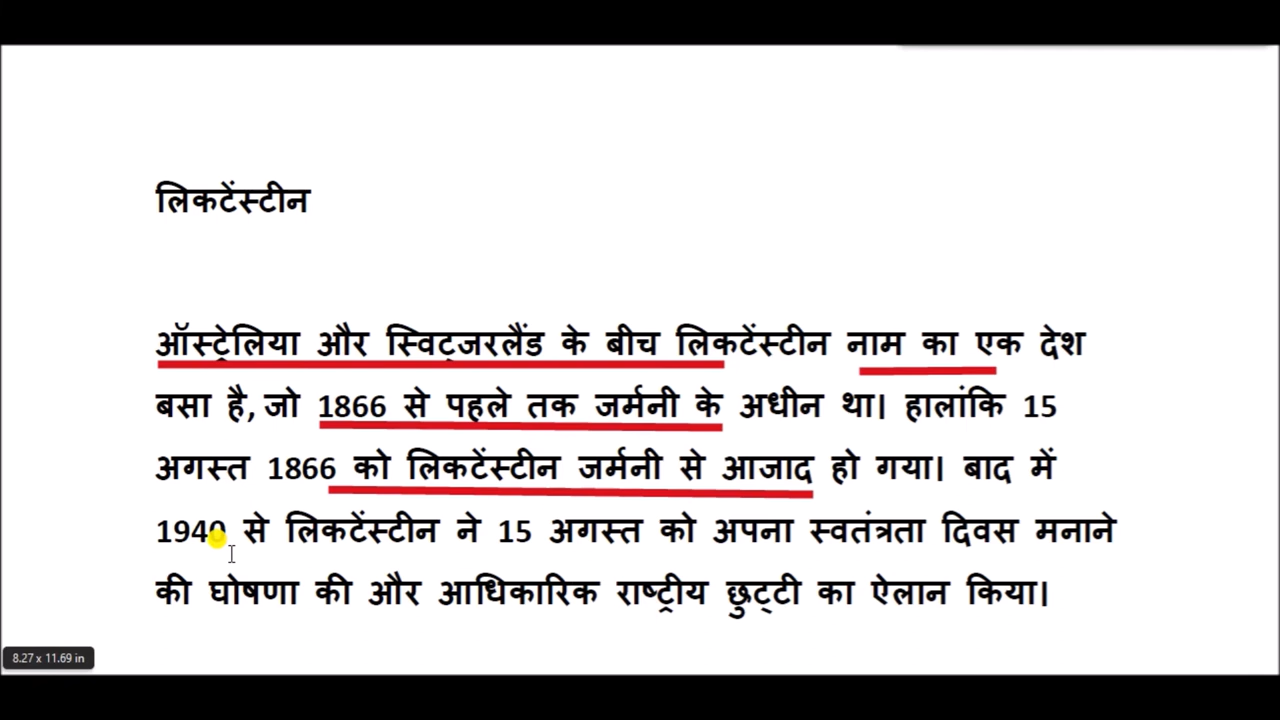 लिकटेंस्टीन
ऑस्ट्रेलिया और स्विट्जरलैंड के बीच लिकटेंस्टीन नाम का एक देश
बसा है, जो 1866 से पहले तक जर्मनी के अधीन था। हालांकि 15
अगस्त 1866 को लिकटेंस्टीन जर्मनी से आजाद हो गया। बाद में
1940 से लिकटेंस्टीन ने 15 अगस्त को अपना स्वतंत्रता दिवस मनाने
की घोषणा की और आधिकारिक राष्ट्रीय छुट्टी का ऐलान किया।
8.27 x 11.69 in